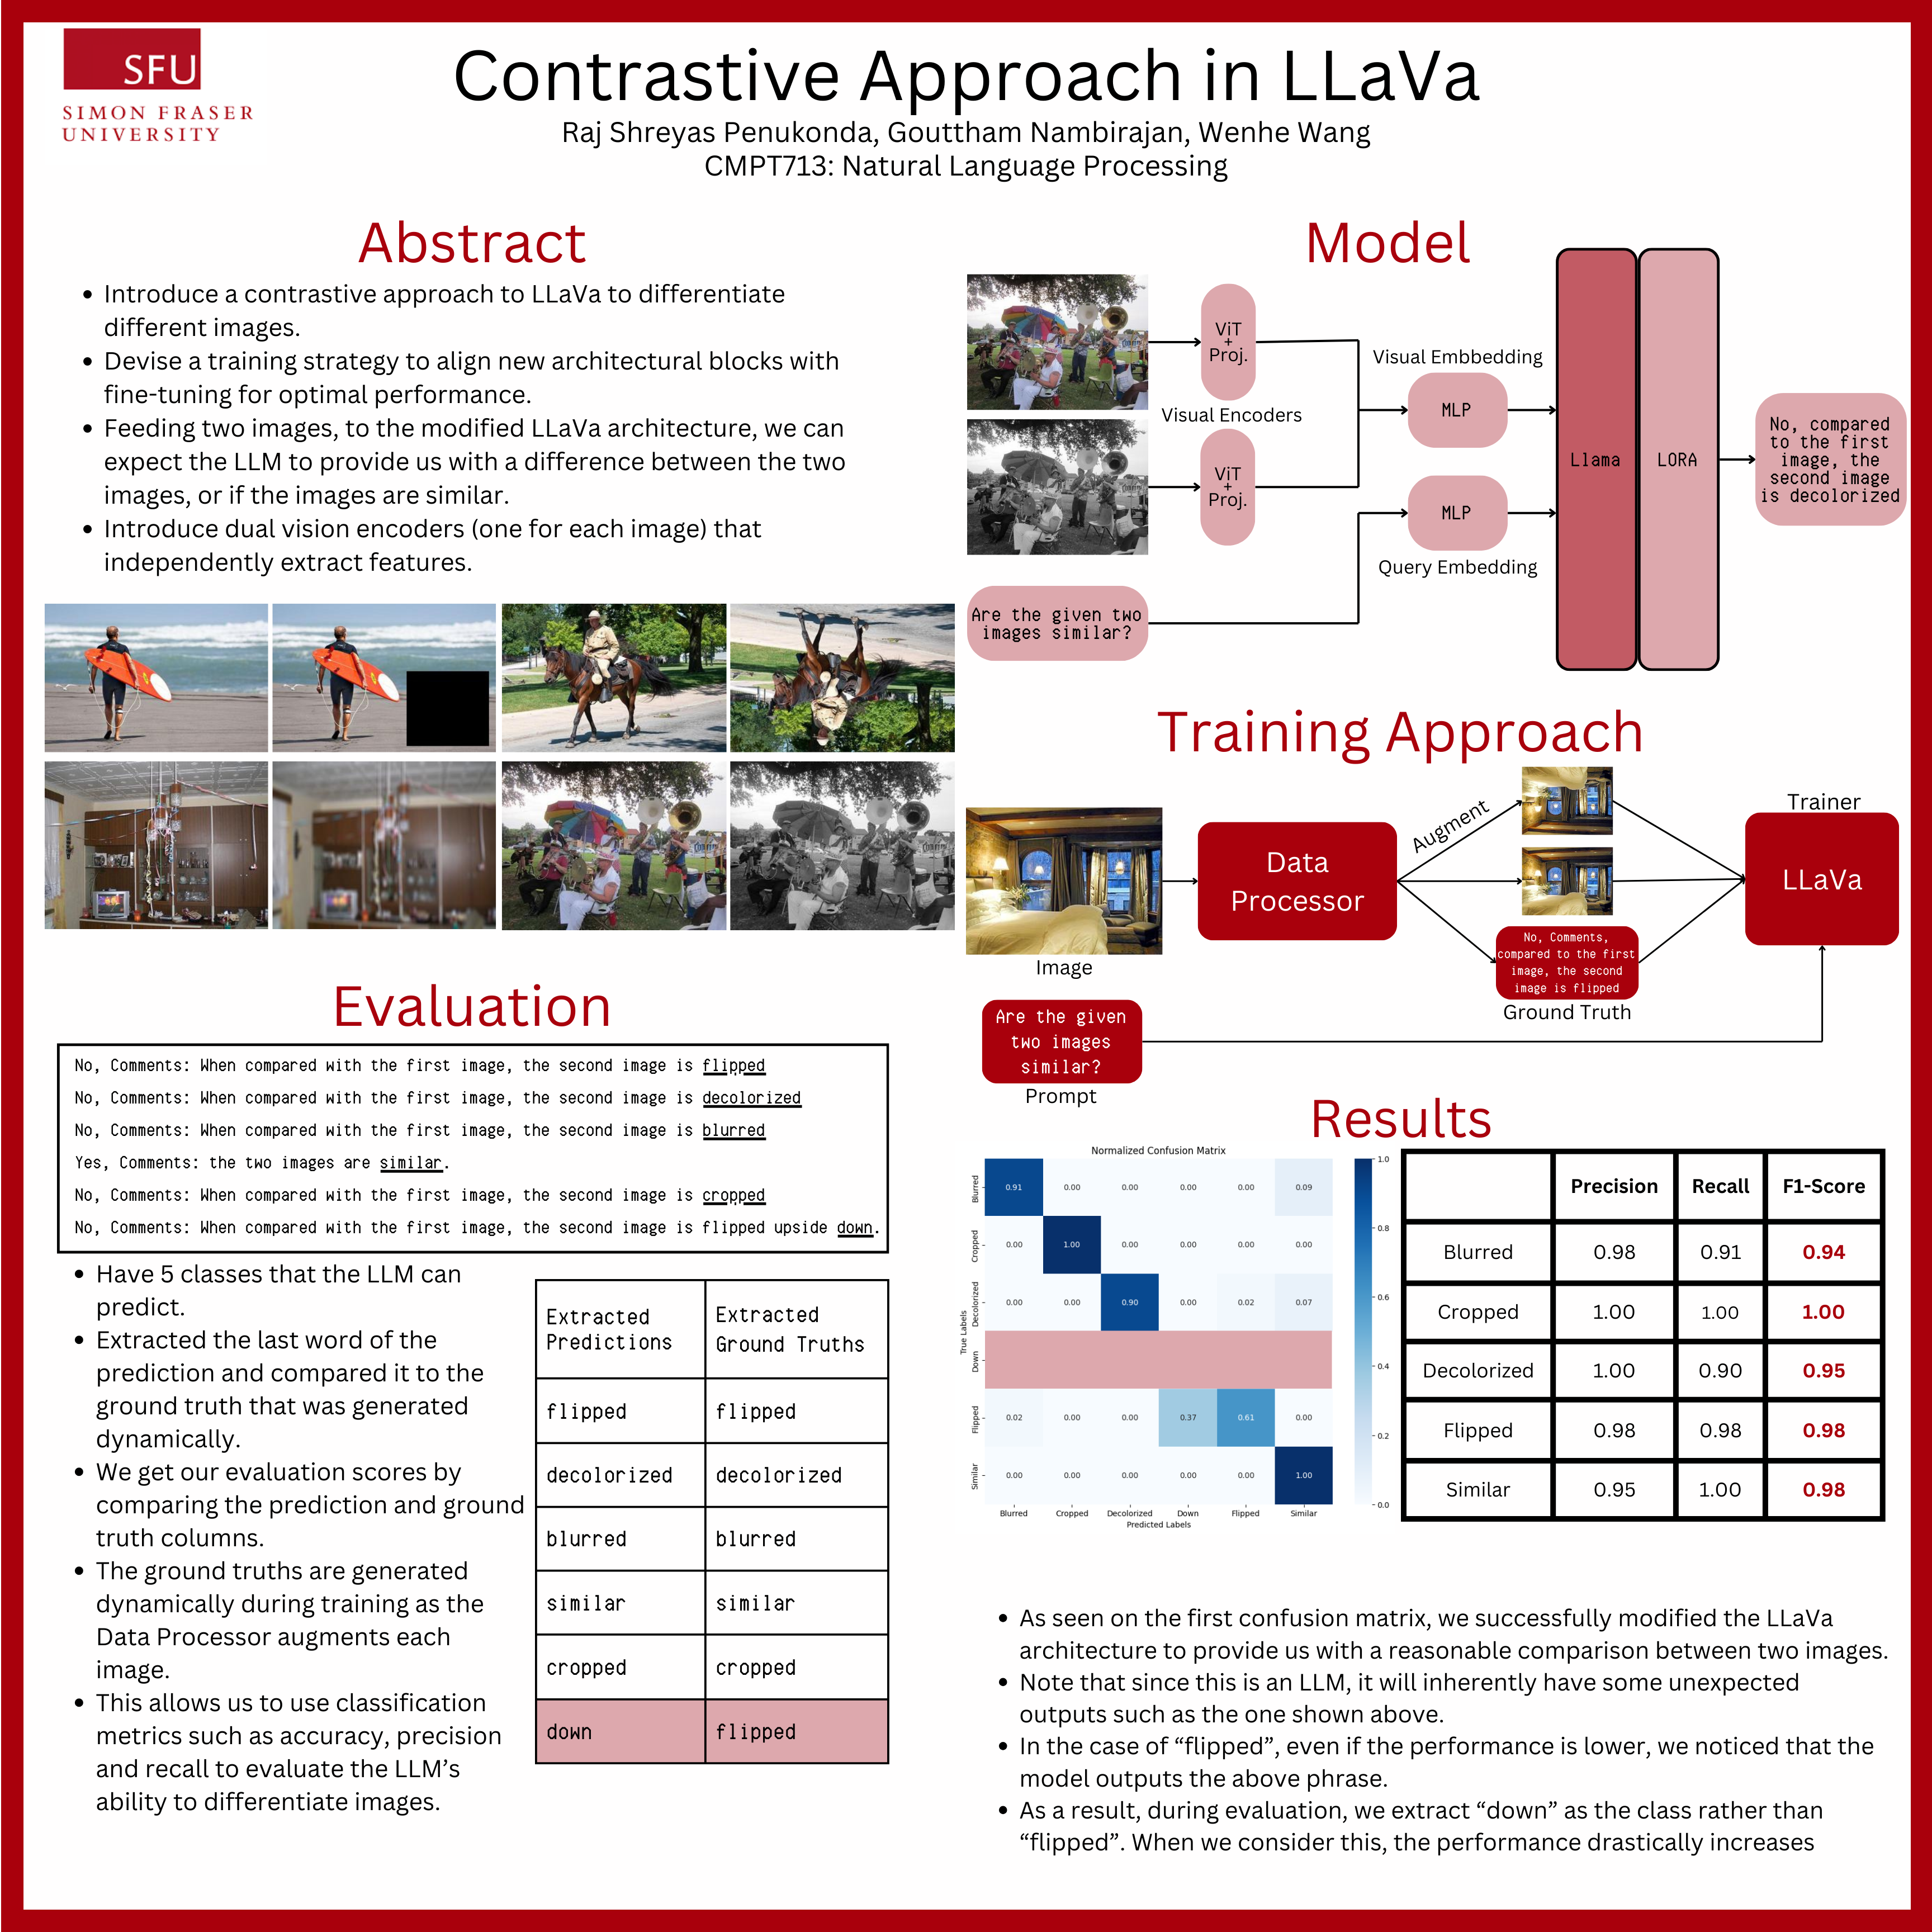 SFU
SIMON FRASER
UNIVERSITY
Contrastive Approach in LLaVa
Raj Shreyas Penukonda, Gouttham Nambirajan, Wenhe Wang
CMPT713: Natural Language Processing
Abstract
• Introduce a contrastive approach to LLaVa to differentiate
different images.
• Devise a training strategy to align new architectural blocks with
fine-tuning for optimal performance.
• Feeding two images, to the modified LLaVa architecture, we can
expect the LLM to provide us with a difference between the two
images, or if the images are similar.
• Introduce dual vision encoders (one for each image) that
independently extract features.
Evaluation
No, Comments: When compared with the first image, the second image is flipped
No, Comments: When compared with the first image, the second image is decolorized
No, Comments: When compared with the first image, the second image is blurred
Yes, Comments: the two images are similar.
No, Comments: When compared with the first image, the second image is cropped
No, Comments: When compared with the first image, the second image is flipped upside down.
• Have 5 classes that the LLM can
predict.
• Extracted the last word of the
prediction and compared it to the
ground truth that was generated
dynamically.
• We get our evaluation scores by
comparing the prediction and ground
truth columns.
• The ground truths are generated
dynamically during training as the
Data Processor augments each
image.
• This allows us to use classification
metrics such as accuracy, precision
and recall to evaluate the LLM's
ability to differentiate images.
Extracted
Predictions
Extracted
Ground Truths
flipped flipped
decolorized decolorized
blurred blurred
similar similar
cropped cropped
down flipped
Model
ViT
+
Proj.
Visual Encoders
ViT
+
Proj.
Visual Embbedding
MLP
MLP
Query Embedding
Are the given two
images similar?
Llama
LORA
No, compared
to the first
image, the
second image
is decolorized
Training Approach
Image
Data
Processor
Augment
No, Comments,
compared to the first
image, the second
image is flipped
Ground Truth
Trainer
LLaVa
Are the given
two images
similar?
Prompt
Results
Normalized Confusion Matrix
True Labels
Blurred 0.91 0.00 0.00 0.00 0.00 0.09
Cropped 0.00 1.00 0.00 0.00 0.00 0.00
Decolorized 0.00 0.00 0.90 0.00 0.02 0.07
Down
Flipped 0.02 0.00 0.00 0.37 0.61 0.00
Similar 0.00 0.00 0.00 0.00 0.00 1.00
Blurred Cropped Decolorized Down Flipped Similar
Predicted Labels
1.0
0.8
0.6
0.4
0.2
0.0
Precision Recall F1-Score
Blurred 0.98 0.91 0.94
Cropped 1.00 1.00 1.00
Decolorized 1.00 0.90 0.95
Flipped 0.98 0.98 0.98
Similar 0.95 1.00 0.98
• As seen on the first confusion matrix, we successfully modified the LLaVa
architecture to provide us with a reasonable comparison between two images.
• Note that since this is an LLM, it will inherently have some unexpected
outputs such as the one shown above.
• In the case of “flipped”, even if the performance is lower, we noticed that the
model outputs the above phrase.
• As a result, during evaluation, we extract “down” as the class rather than
“flipped”. When we consider this, the performance drastically increases